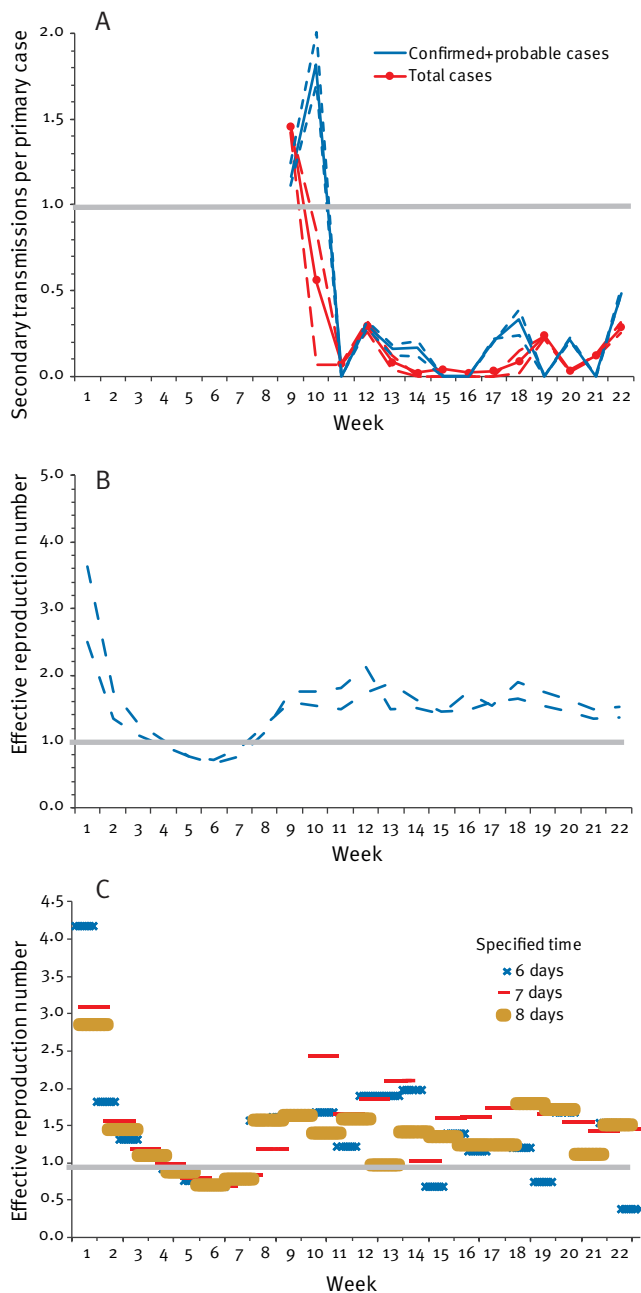 A
2.0
Confirmed+probable cases
Total cases
1.5
1.0
0.5
0.0
Secondary transmissions per primary case
1 2 3 4 5 6 7 8 9 10 11 12 13 14 15 16 17 18 19 20 21 22
Week
B
5.0
4.0
3.0
2.0
1.0
0.0
Effective reproduction number
1 2 3 4 5 6 7 8 9 10 11 12 13 14 15 16 17 18 19 20 21 22
Week
C
4.5
4.0
3.5
3.0
2.5
2.0
1.5
1.0
0.5
0.0
Effective reproduction number
Specified time
6 days
7 days
8 days
1 2 3 4 5 6 7 8 9 10 11 12 13 14 15 16 17 18 19 20 21 22
Week